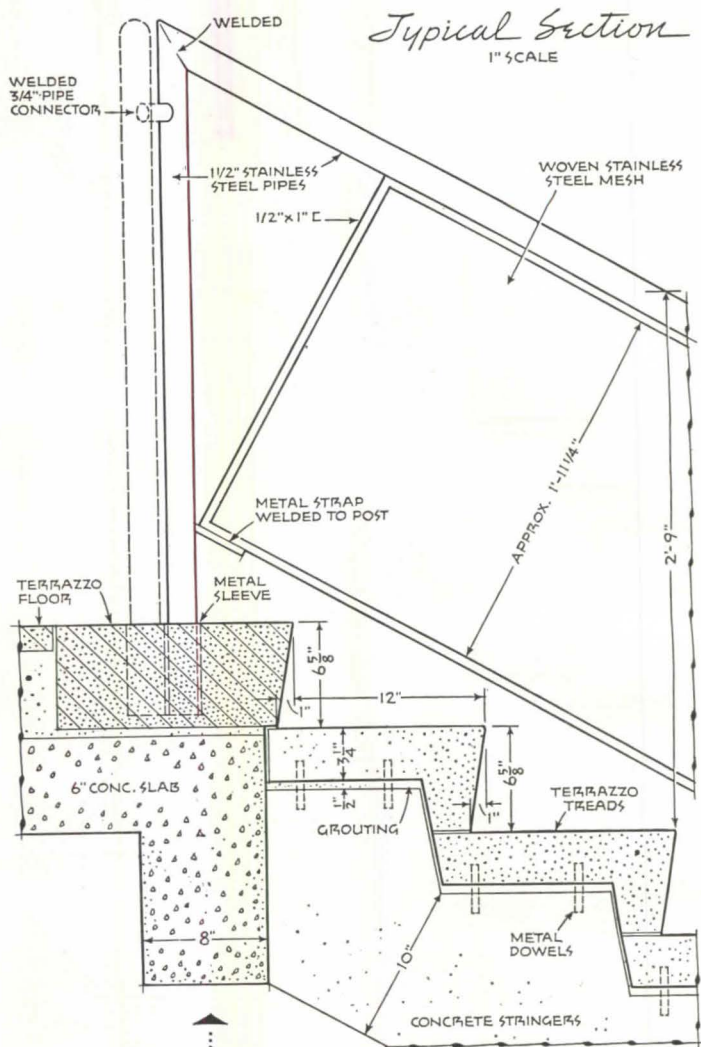 Typical Section
1" SCALE
WELDED
WELDED
3/4" PIPE
CONNECTOR
1 1/2" STAINLESS
STEEL PIPES
WOVEN STAINLESS
STEEL MESH
1/2" x 1" [
APPROX. 1'-11 1/4"
METAL STRAP
WELDED TO POST
2'-9"
TERRAZZO
FLOOR
METAL
SLEEVE
6 5/8"
12"
1"
3 1/4"
6 5/8"
6" CONC. SLAB
1/2"
1"
TERRAZZO
TREADS
GROUTING
8"
10"
METAL
DOWELS
CONCRETE STRINGERS